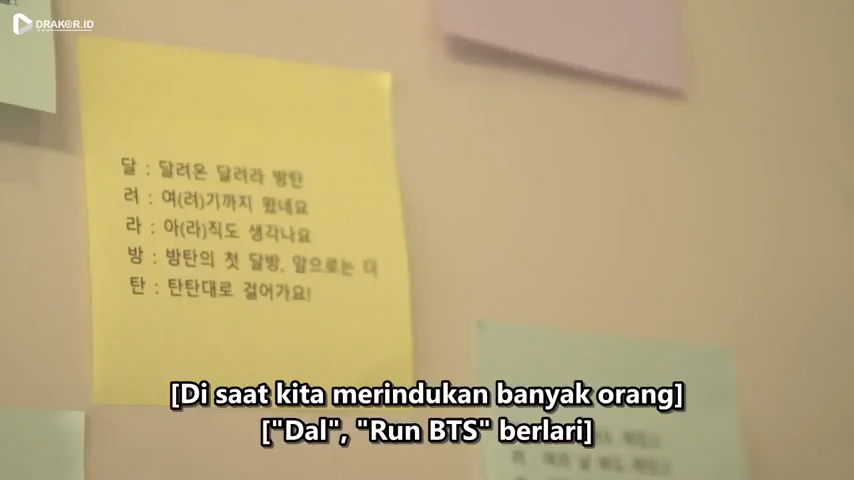 DRAKOR.ID
달 : 달려온 달려라 방탄
려 : 여(려)기까지 왔네요
라 : 아(라)직도 생각나요
방 : 방탄의 첫 달방, 앞으로는 더
탄 : 탄탄대로 걸어가요!
[Di saat kita merindukan banyak orang]
["Dal", "Run BTS" berlari]